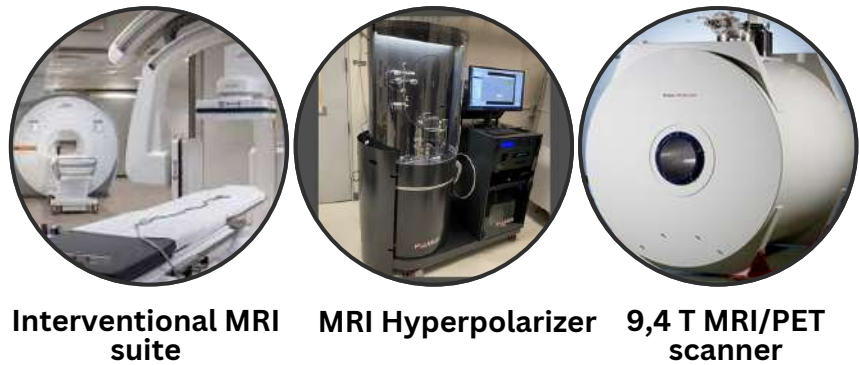 Interventional MRI
suite
MRI Hyperpolarizer
9,4 T MRI/PET
scanner